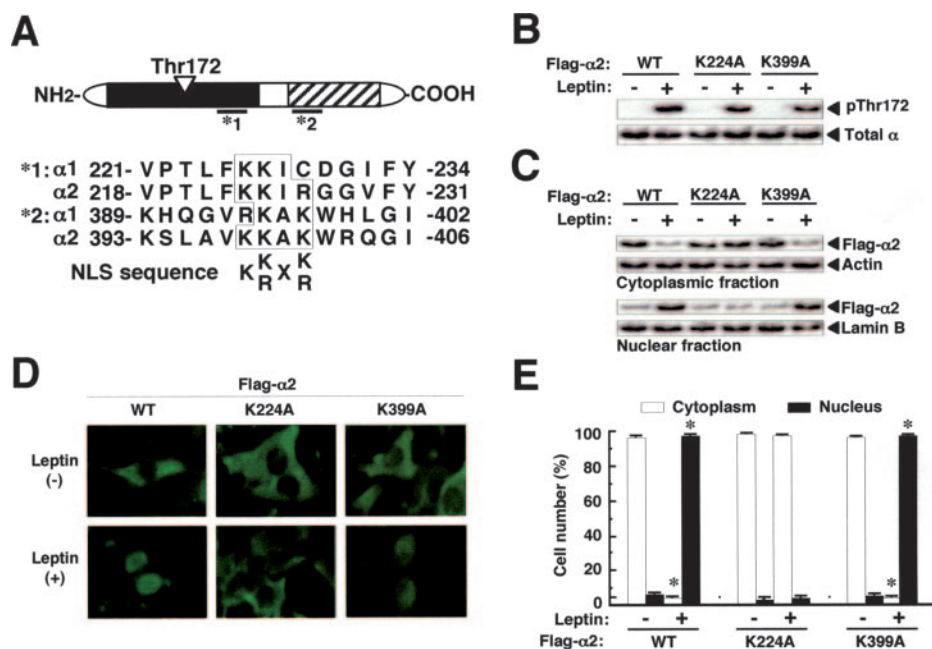 A
Thr172
NH2-
-COOH
*1
*2
*1: α1 221- V P T L F K K I C D G I F Y -234
α2 218- V P T L F K K I R G G V F Y -231
*2: α1 389- K H Q G V R K A K W H L G I -402
α2 393- K S L A V K K A K W R Q G I -406
K K
NLS sequence K R X R
B
Flag-α2: WT K224A K399A
Leptin: - + - + - +
pThr172
Total α
C
Flag-α2: WT K224A K399A
Leptin: - + - + - +
Flag-α2
Actin
Cytoplasmic fraction
Flag-α2
Lamin B
Nuclear fraction
D
Flag-α2
WT K224A K399A
Leptin
(-)
Leptin
(+)
E
Cytoplasm Nucleus
Cell number (%)
100
80
60
40
20
0
* * * *
Leptin: - + - + - +
Flag-α2: WT K224A K399A